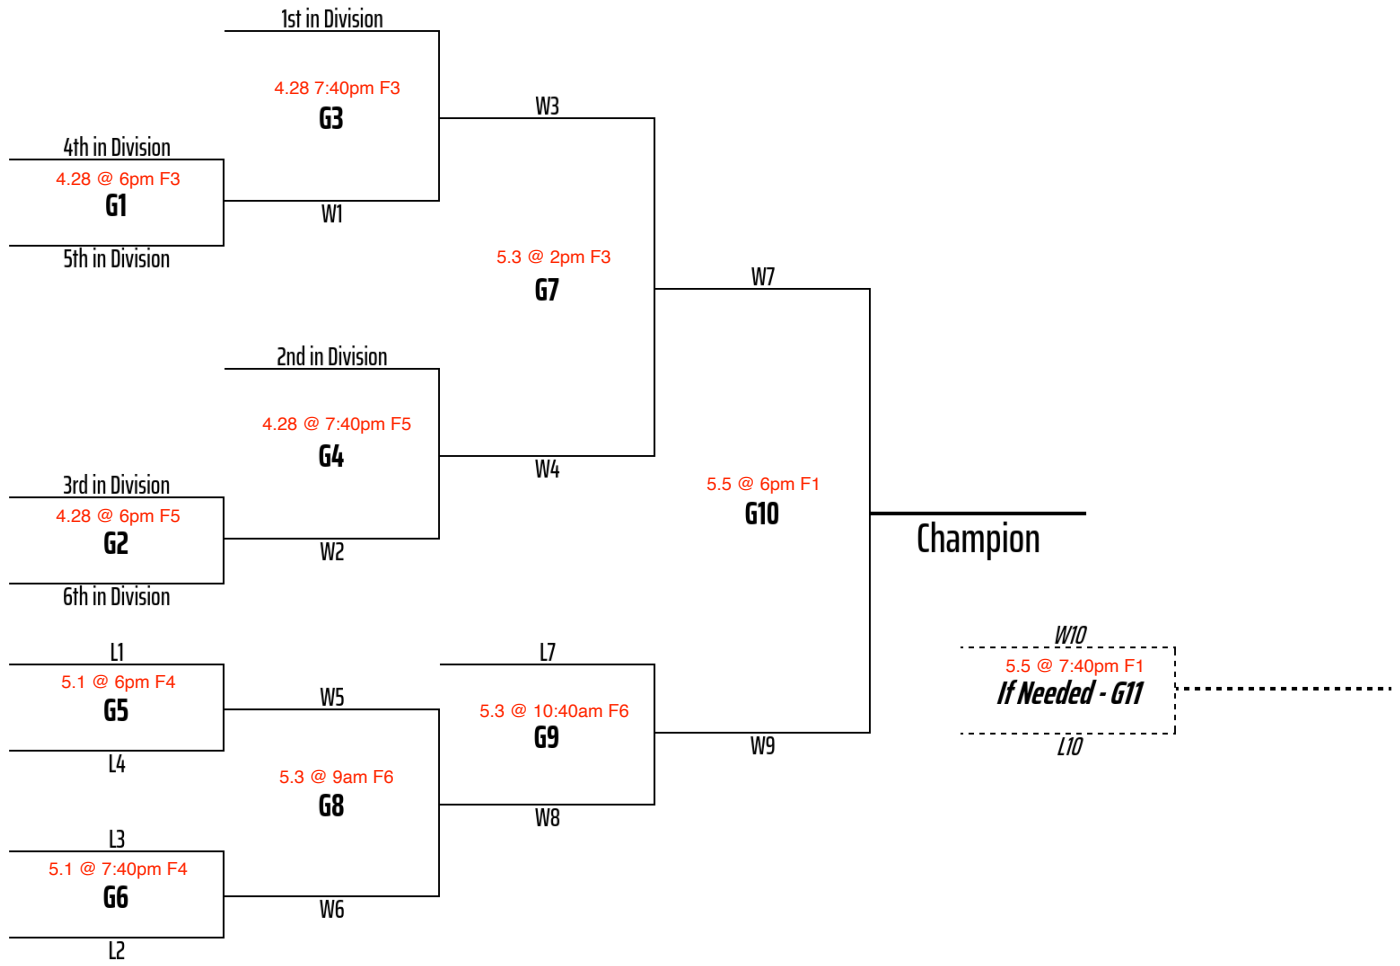 1st in Division
4.28 7:40pm F3
G3
W3
4th in Division
4.28 @ 6pm F3
G1
W1
5th in Division
5.3 @ 2pm F3
G7
W7
2nd in Division
4.28 @ 7:40pm F5
G4
W4
3rd in Division
4.28 @ 6pm F5
G2
W2
6th in Division
5.5 @ 6pm F1
G10
Champion
L1
5.1 @ 6pm F4
G5
L4
W5
L7
5.3 @ 10:40am F6
G9
W9
5.3 @ 9am F6
G8
W8
L3
5.1 @ 7:40pm F4
G6
W6
L2
W10
5.5 @ 7:40pm F1
If Needed - G11
L10